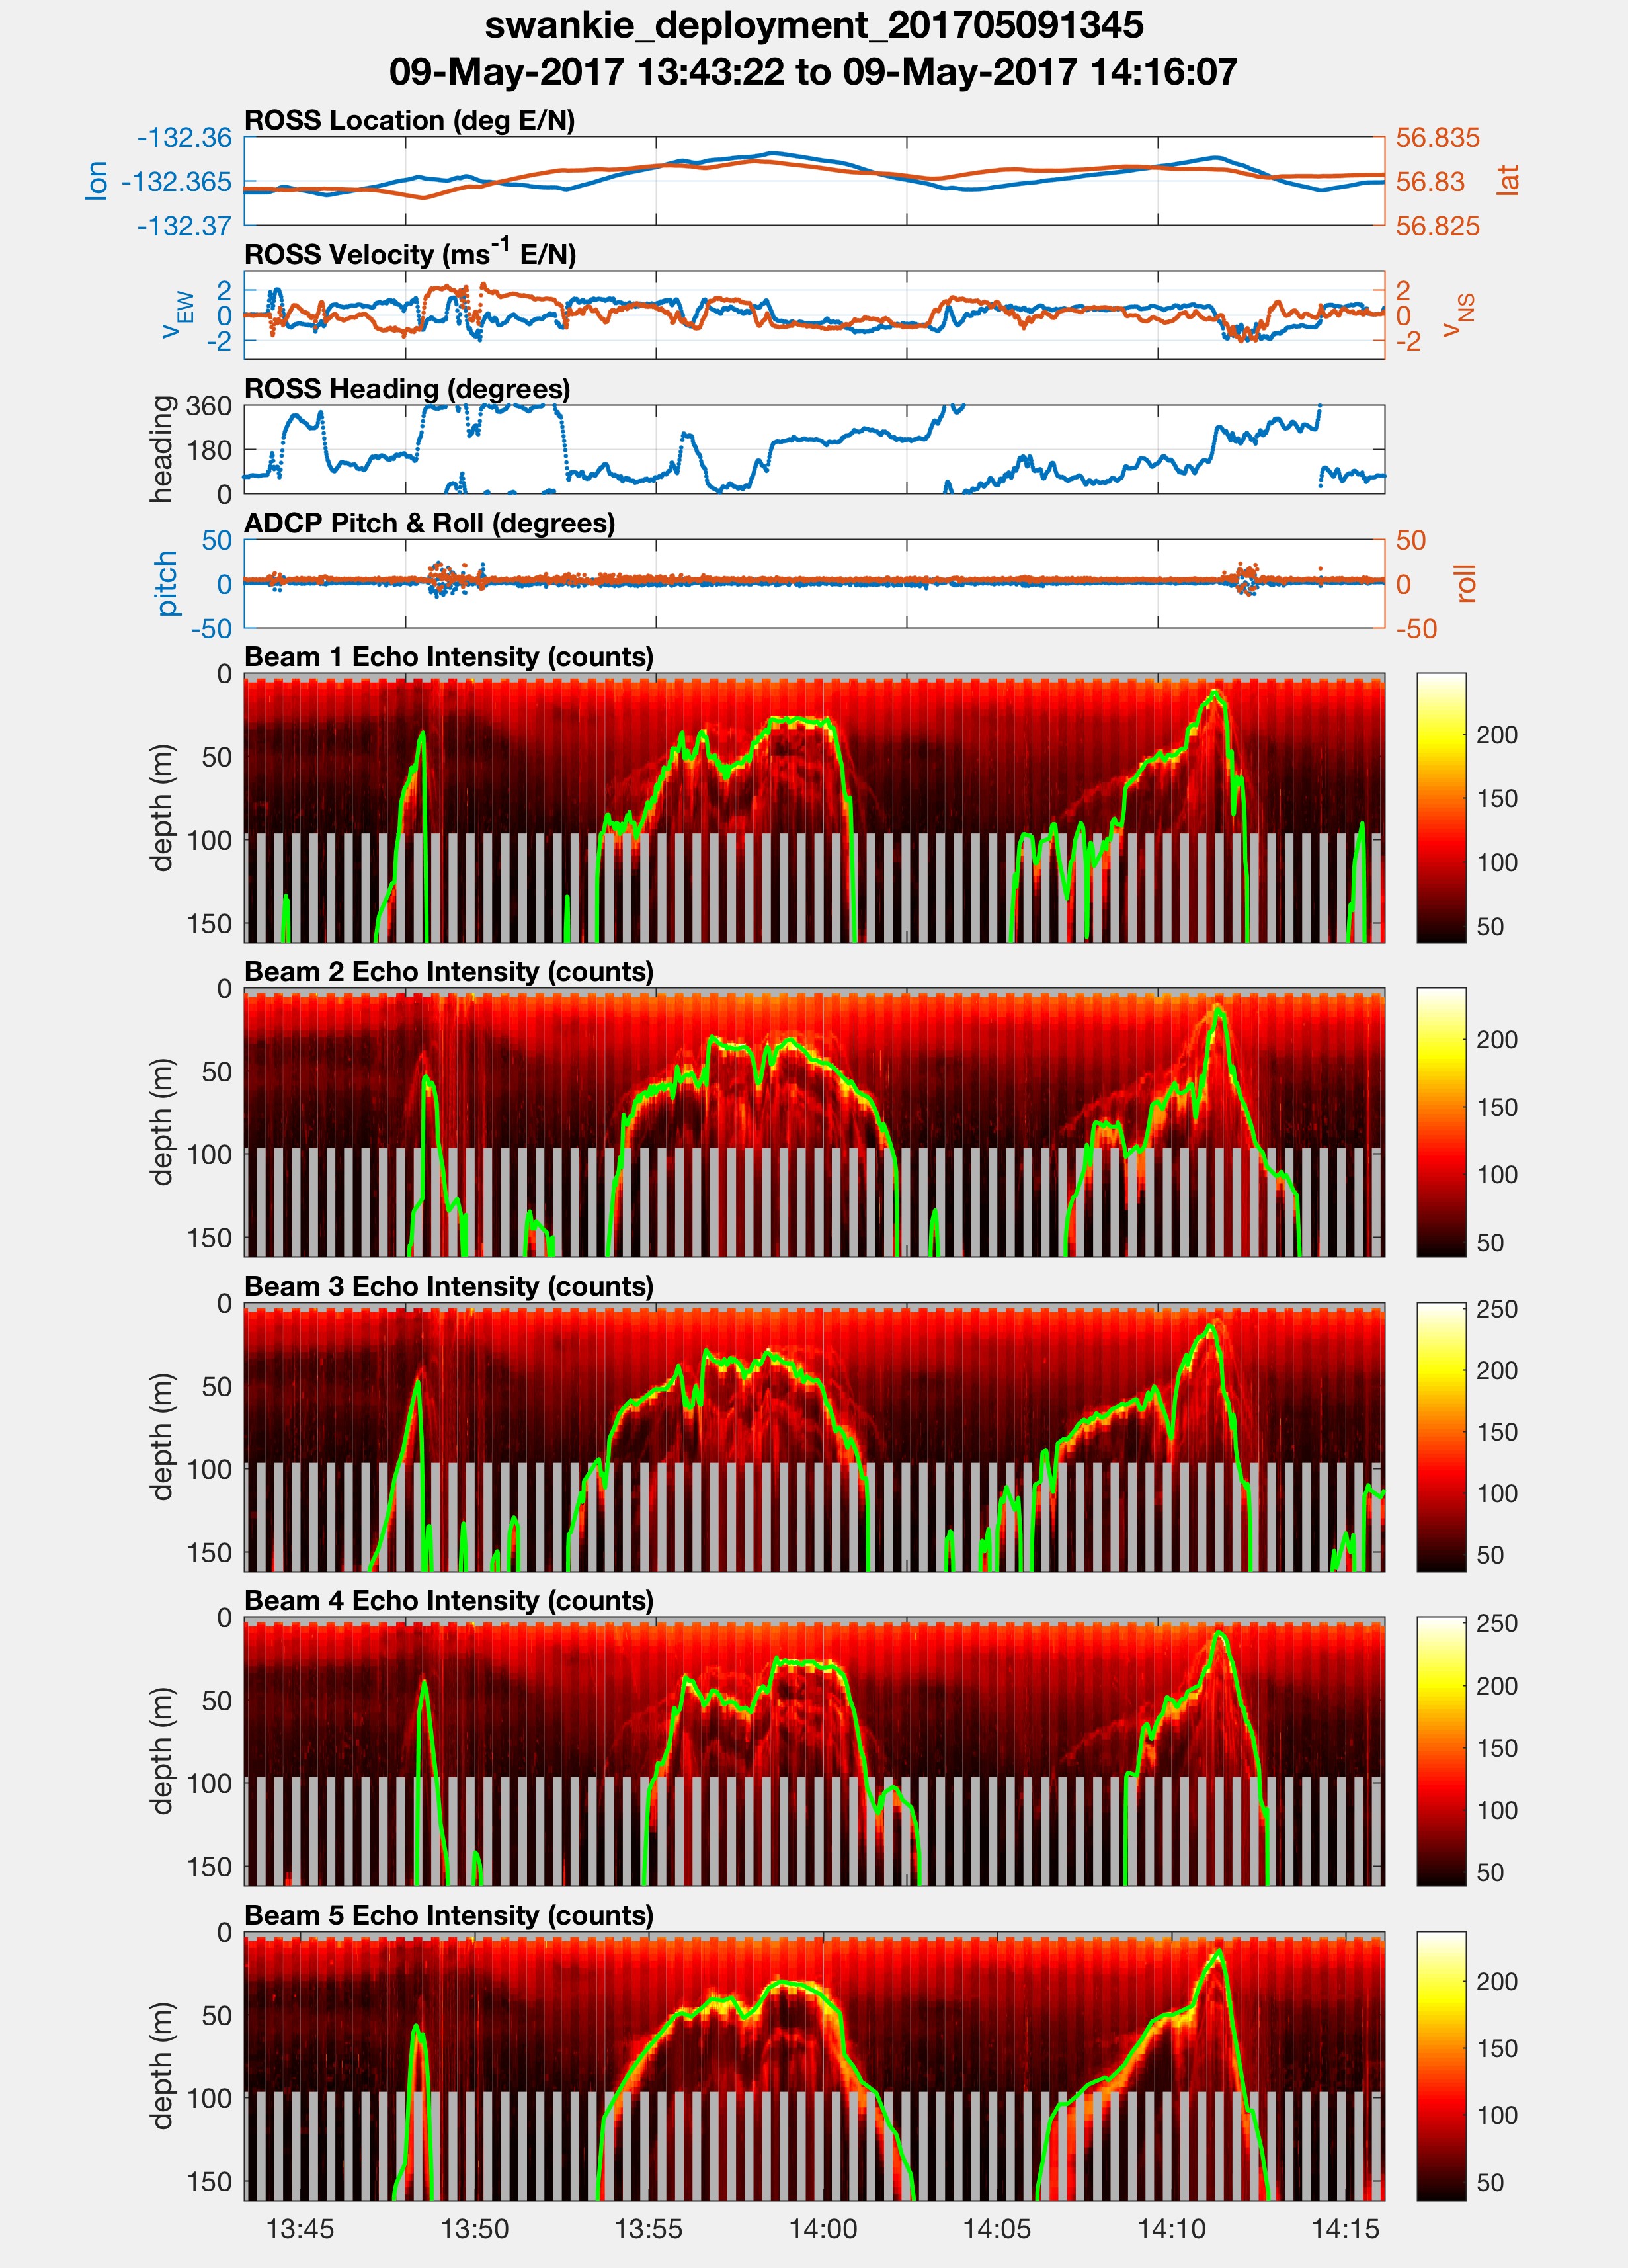 swankie_deployment_201705091345
09-May-2017 13:43:22 to 09-May-2017 14:16:07
ROSS Location (deg E/N)
-132.36
-132.365
-132.37
lon
56.835
56.83
56.825
lat
ROSS Velocity (ms-1 E/N)
2
0
-2
vEW
2
0
-2
vNS
ROSS Heading (degrees)
360
180
0
heading
ADCP Pitch & Roll (degrees)
50
0
-50
pitch
50
0
-50
roll
Beam 1 Echo Intensity (counts)
0
50
100
150
depth (m)
200
150
100
50
Beam 2 Echo Intensity (counts)
0
50
100
150
depth (m)
200
150
100
50
Beam 3 Echo Intensity (counts)
0
50
100
150
depth (m)
250
200
150
100
50
Beam 4 Echo Intensity (counts)
0
50
100
150
depth (m)
250
200
150
100
50
Beam 5 Echo Intensity (counts)
0
50
100
150
depth (m)
200
150
100
50
13:45 13:50 13:55 14:00 14:05 14:10 14:15